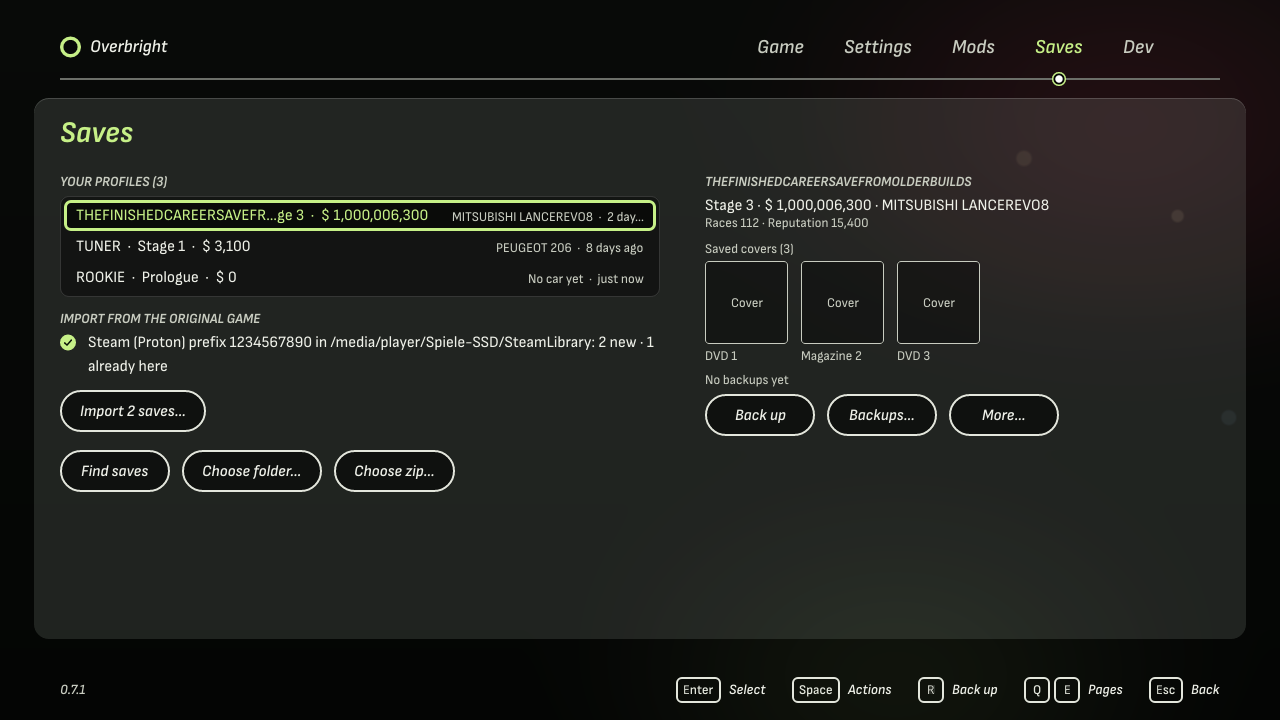 Overbright
Game
Settings
Mods
Saves
Dev
Saves
YOUR PROFILES (3)
THEFINISHEDCAREERSAVEFR...ge 3 · $ 1,000,006,300
MITSUBISHI LANCEREVO8 · 2 day...
TUNER · Stage 1 · $ 3,100
PEUGEOT 206 · 8 days ago
ROOKIE · Prologue · $ 0
No car yet · just now
IMPORT FROM THE ORIGINAL GAME
Steam (Proton) prefix 1234567890 in /media/player/Spiele-SSD/SteamLibrary: 2 new · 1
already here
Import 2 saves...
Find saves
Choose folder...
Choose zip...
THEFINISHEDCAREERSAVEFROMOLDERBUILDS
Stage 3 · $ 1,000,006,300 · MITSUBISHI LANCEREVO8
Races 112 · Reputation 15,400
Saved covers (3)
Cover
Cover
Cover
DVD 1
Magazine 2
DVD 3
No backups yet
Back up
Backups...
More...
0.7.1
Enter Select
Space Actions
R Back up
Q E Pages
Esc Back